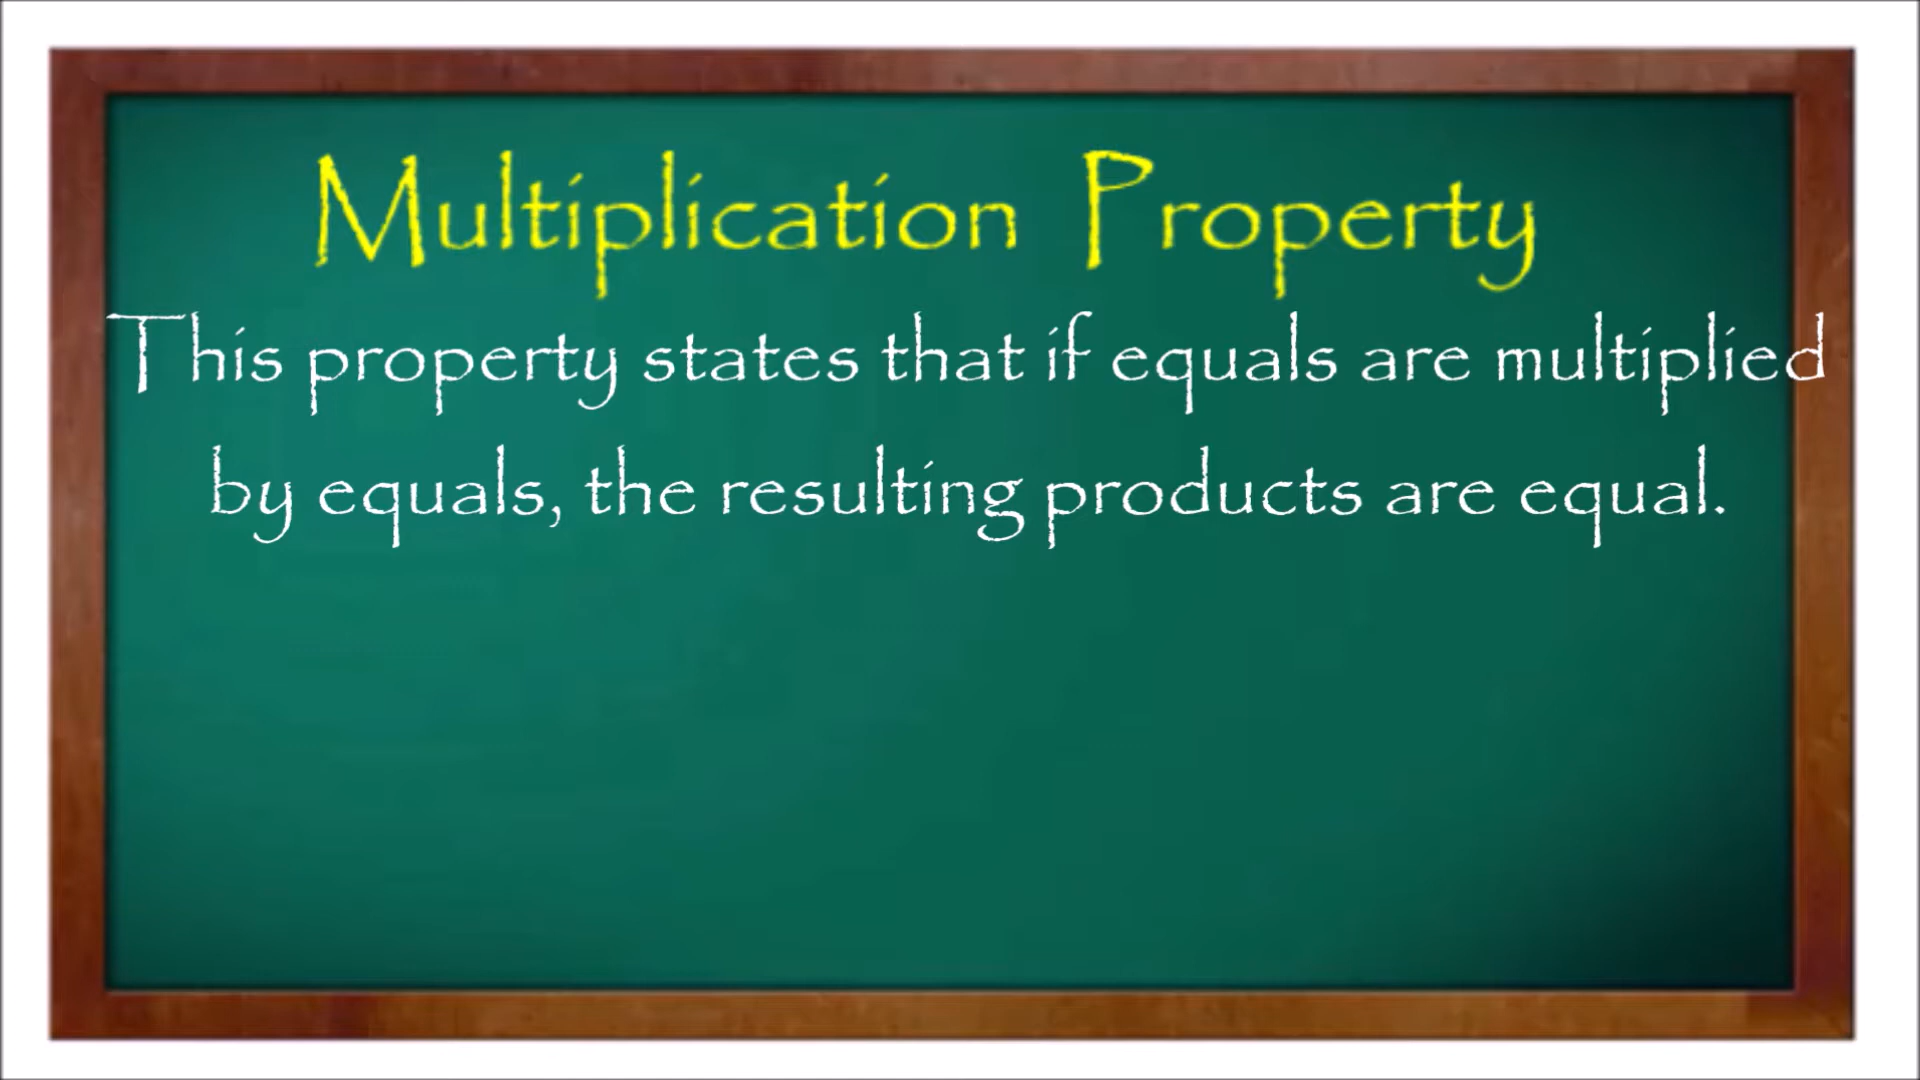 Multiplication Property
This property states that if equals are multiplied
by equals, the resulting products are equal.